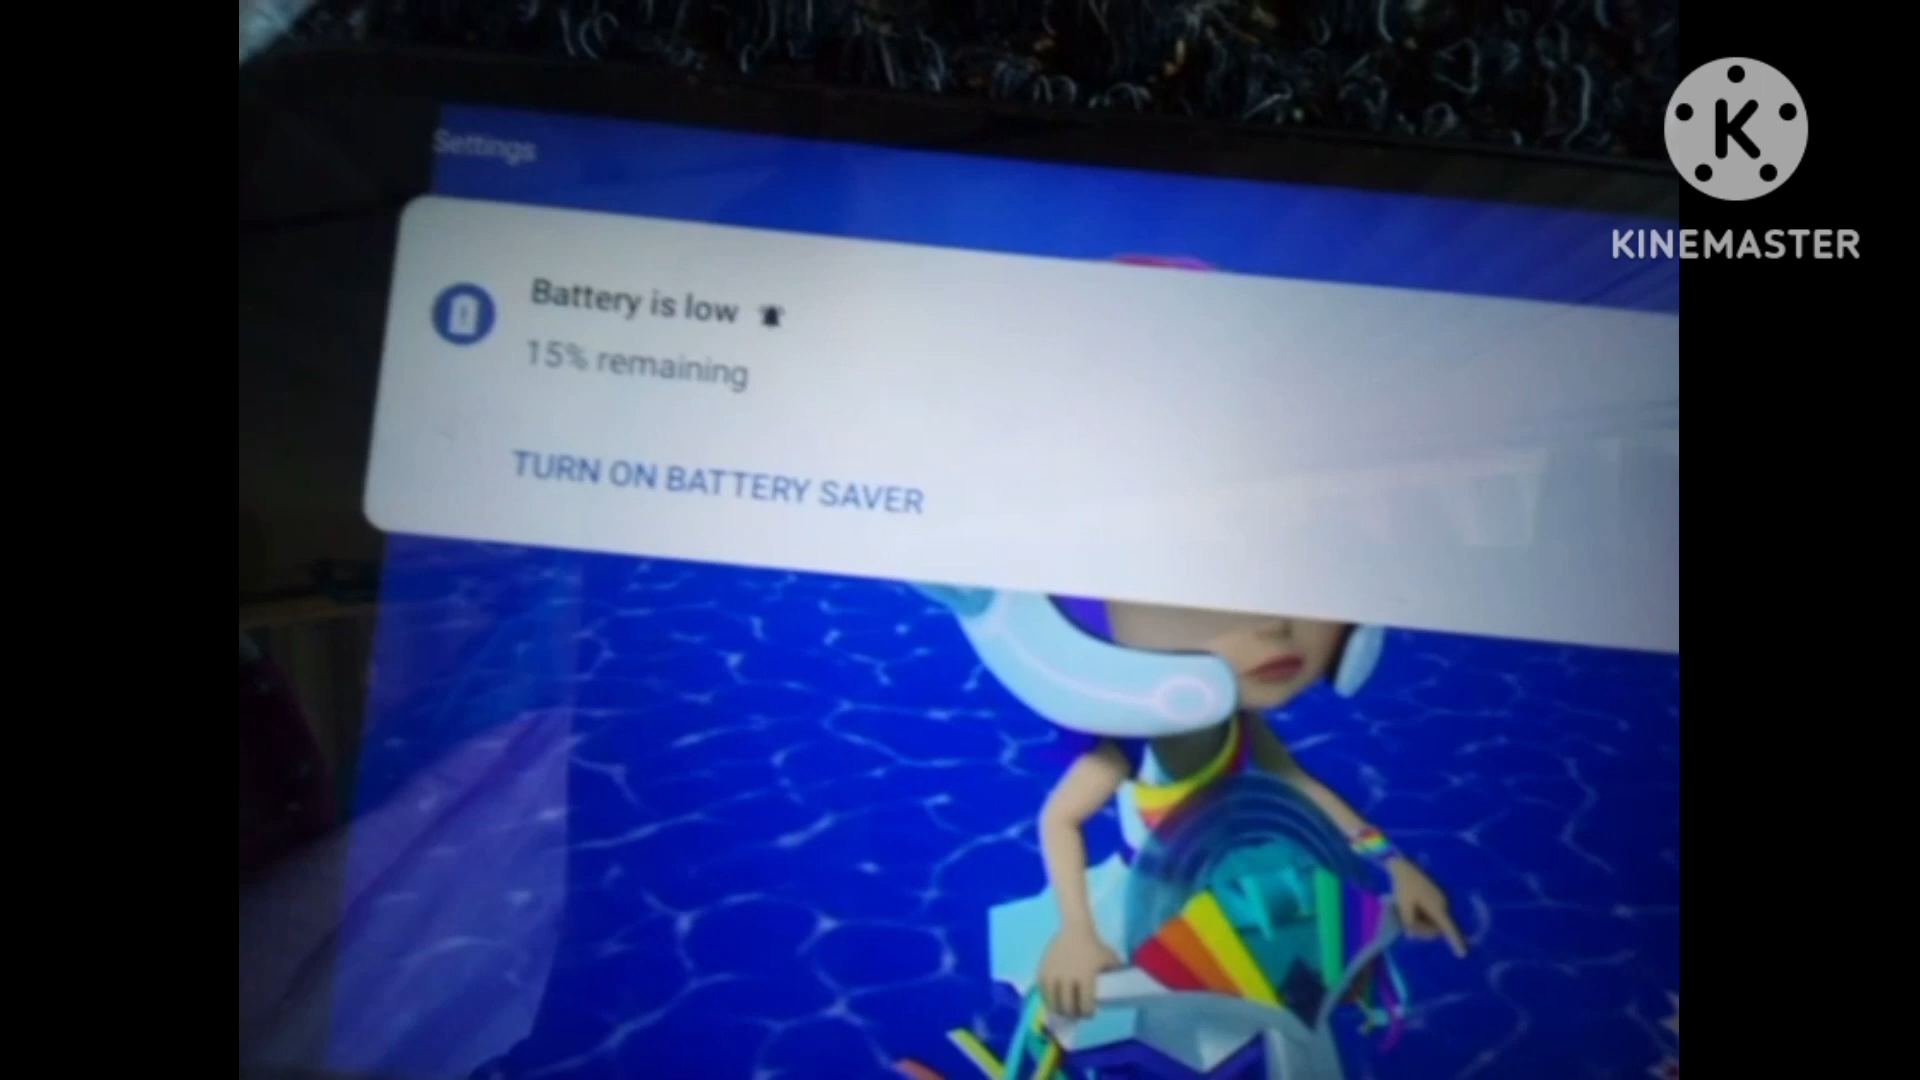 Settings
Battery is low
15% remaining
TURN ON BATTERY SAVER
K
KINEMASTER